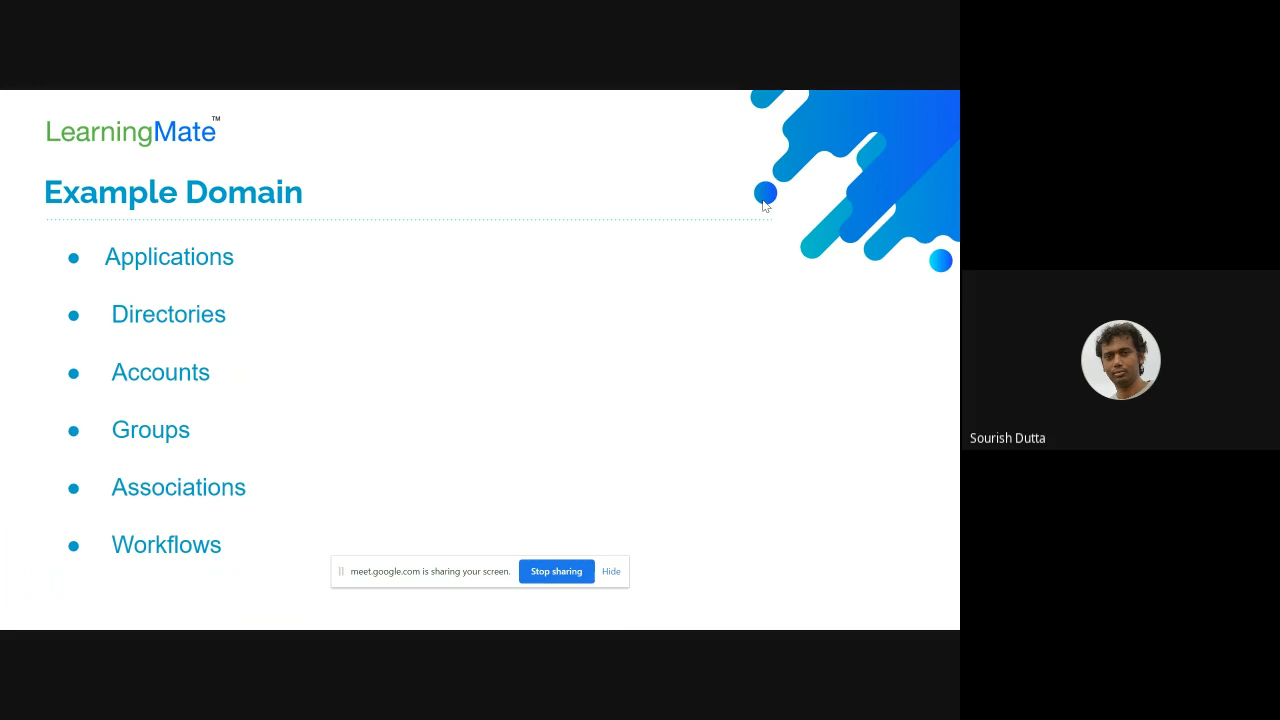 LearningMate™
Example Domain
● Applications
● Directories
● Accounts
● Groups
● Associations
● Workflows
meet.google.com is sharing your screen. Stop sharing Hide
Sourish Dutta